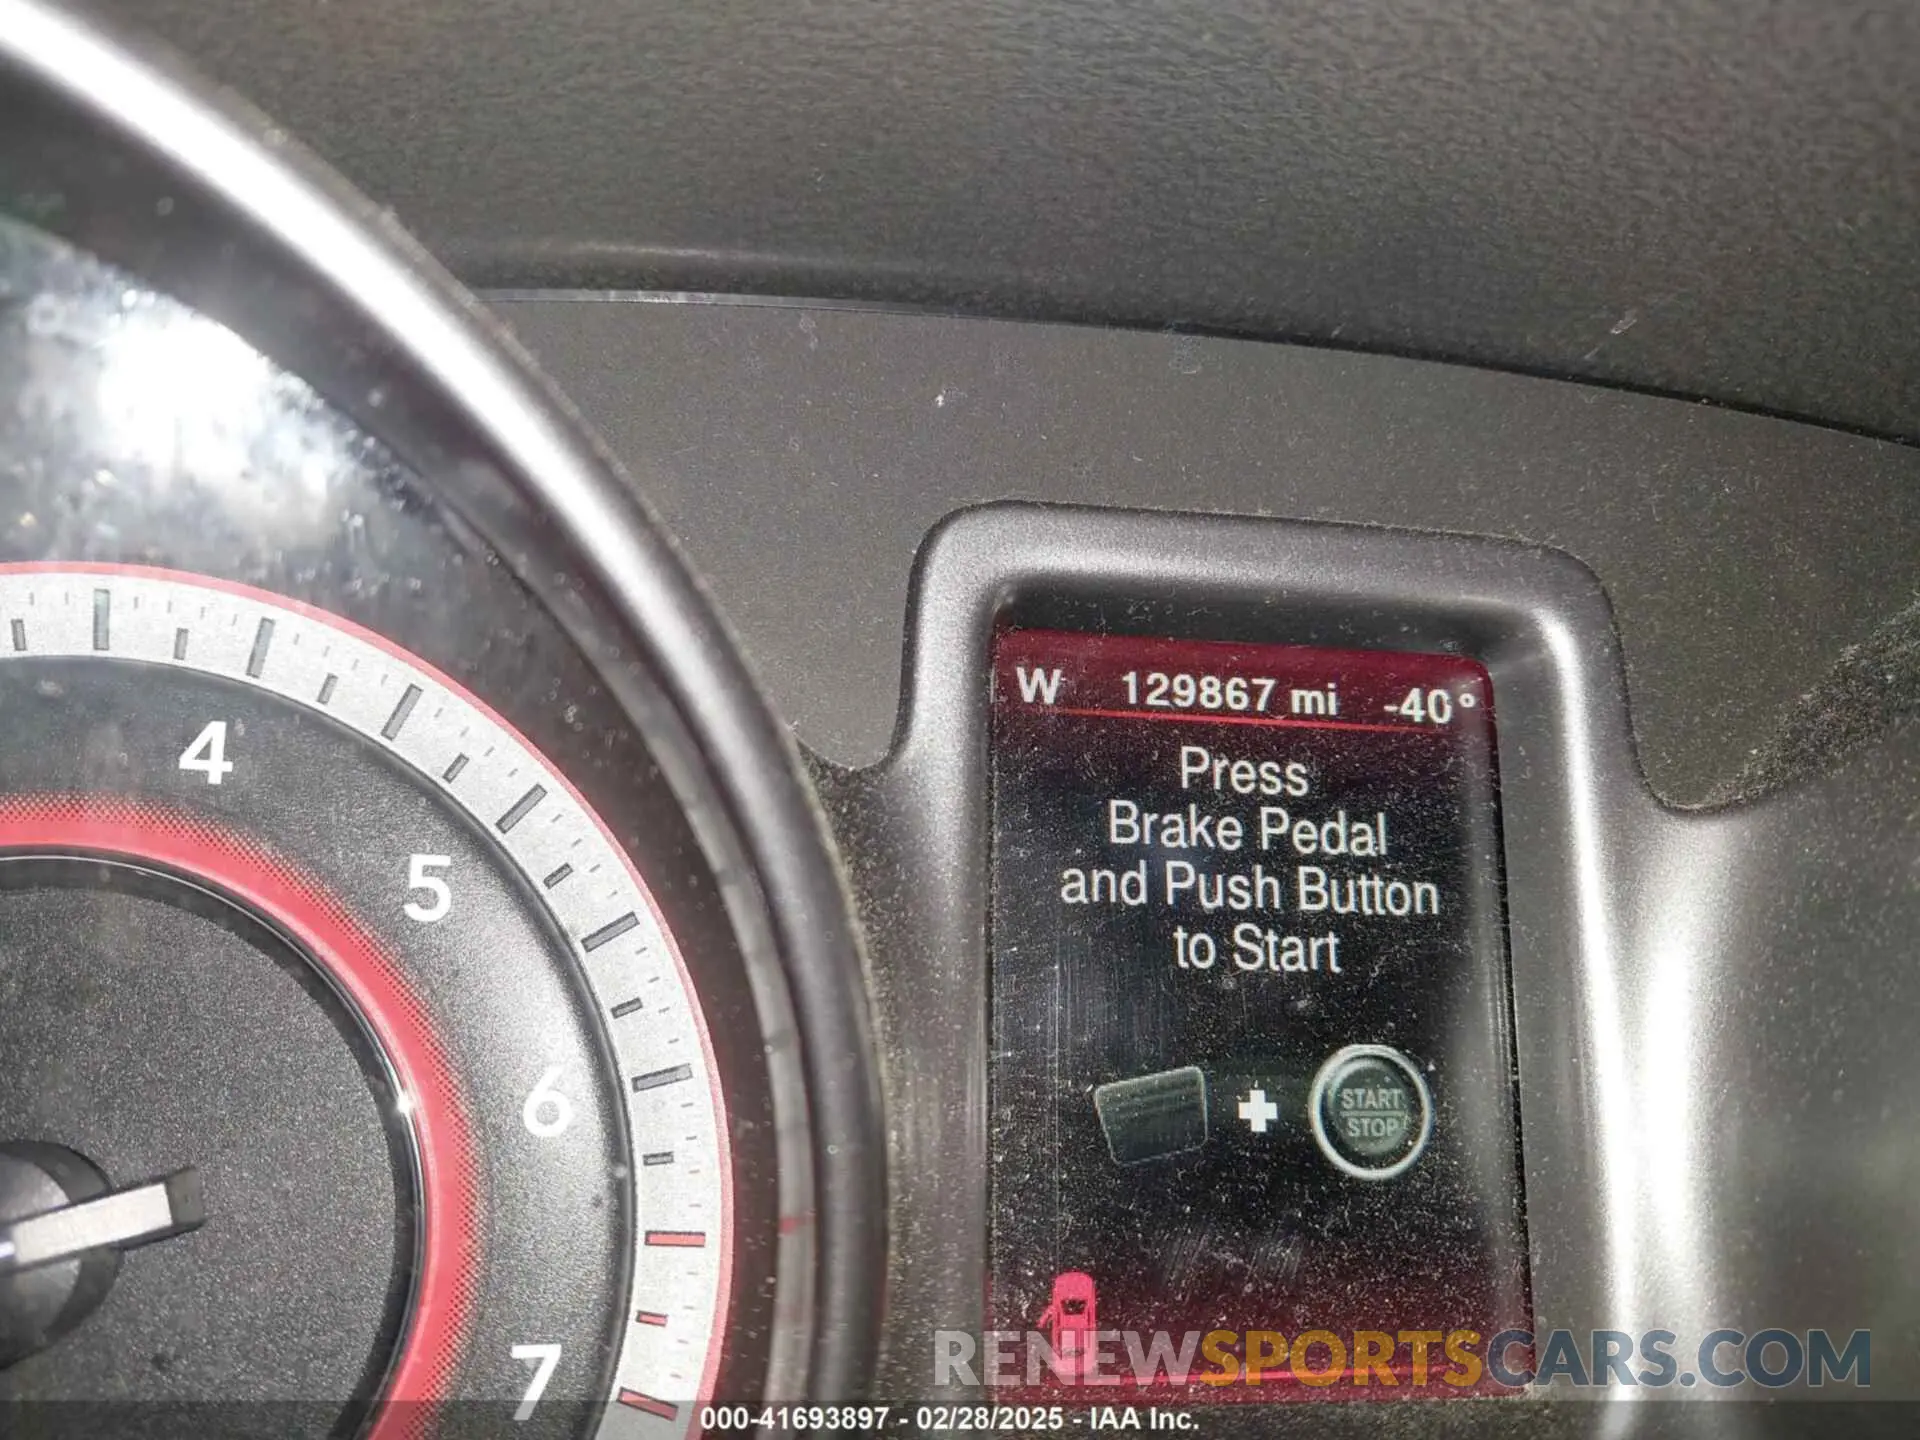 4
5
6
7
W 129867 mi -40°
Press
Brake Pedal
and Push Button
to Start
START
STOP
RENEWSPORTSCARS.COM
000-41693897 - 02/28/2025 - IAA Inc.